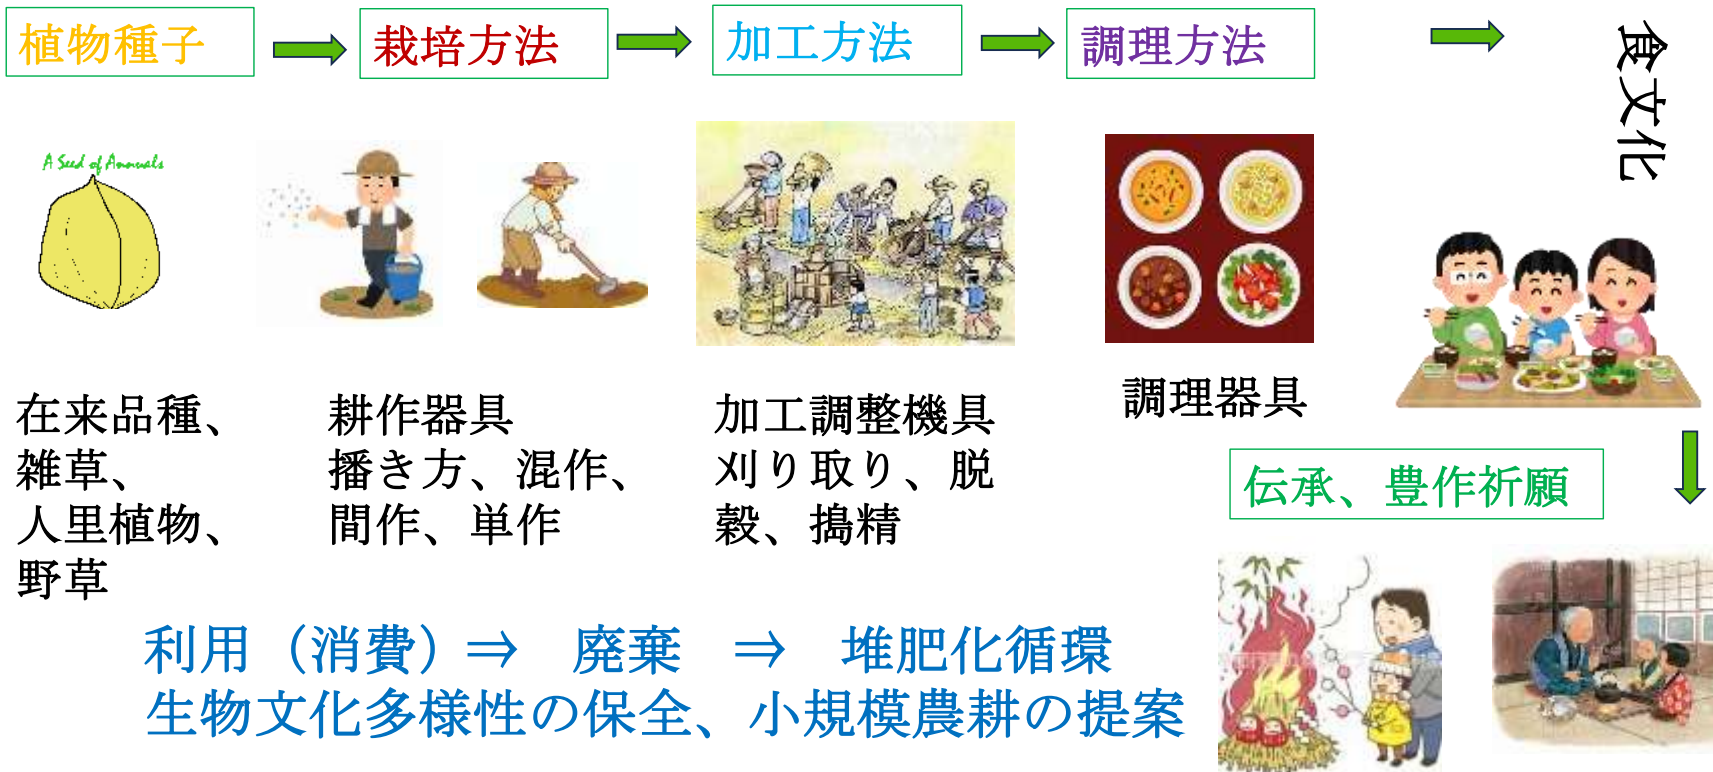 植物種子
栽培方法
加工方法
調理方法
食文化
A Seed of Annuals
在来品種、
雑草、
人里植物、
野草
耕作器具
播き方、混作、
間作、単作
加工調整機具
刈り取り、脱
穀、搗精
調理器具
伝承、豊作祈願
利用（消費）⇒　廃棄　⇒　堆肥化循環
生物文化多様性の保全、小規模農耕の提案